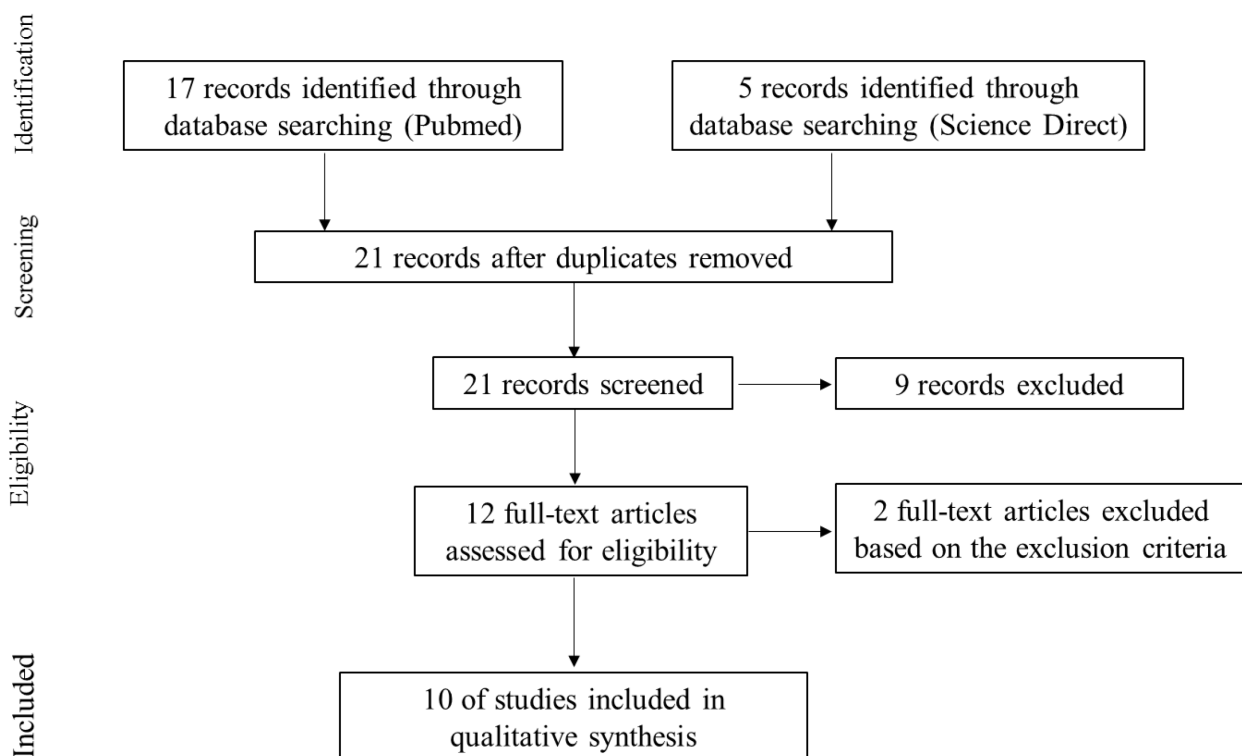 Identification
17 records identified through
database searching (Pubmed)
5 records identified through
database searching (Science Direct)
Screening
21 records after duplicates removed
21 records screened
9 records excluded
Eligibility
12 full-text articles
assessed for eligibility
2 full-text articles excluded
based on the exclusion criteria
Included
10 of studies included in
qualitative synthesis